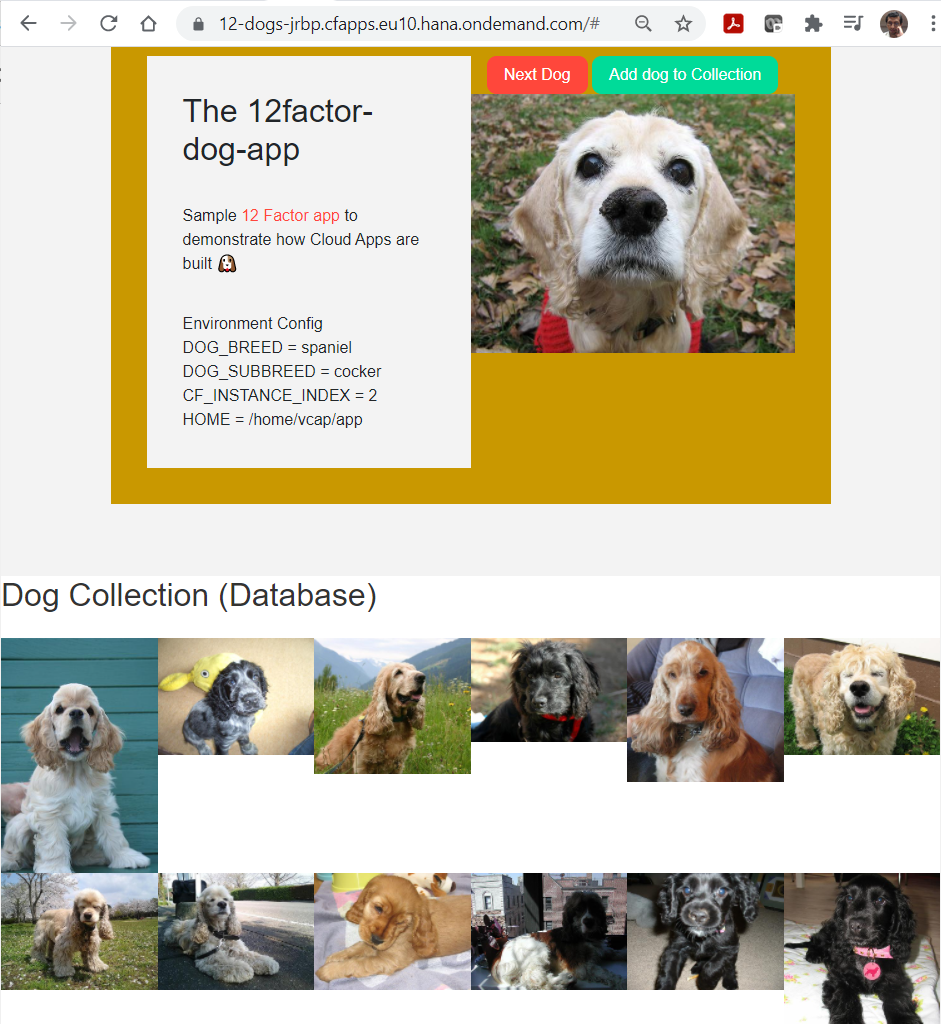 12-dogs-jrbp.cfapps.eu10.hana.ondemand.com/#
Next Dog
Add dog to Collection
The 12factor-
dog-app
Sample 12 Factor app to
demonstrate how Cloud Apps are
built
Environment Config
DOG_BREED = spaniel
DOG_SUBBREED = cocker
CF_INSTANCE_INDEX = 2
HOME = /home/vcap/app
Dog Collection (Database)